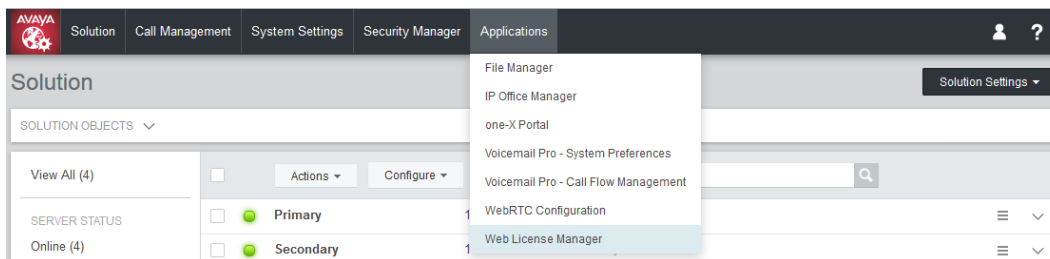 AVAYA
Solution Call Management System Settings Security Manager Applications ?
Solution
Solution Settings
File Manager
IP Office Manager
one-X Portal
Voicemail Pro - System Preferences
Voicemail Pro - Call Flow Management
WebRTC Configuration
Web License Manager
SOLUTION OBJECTS
View All (4)
Actions Configure
SERVER STATUS
Online (4)
Primary 1
Secondary 1